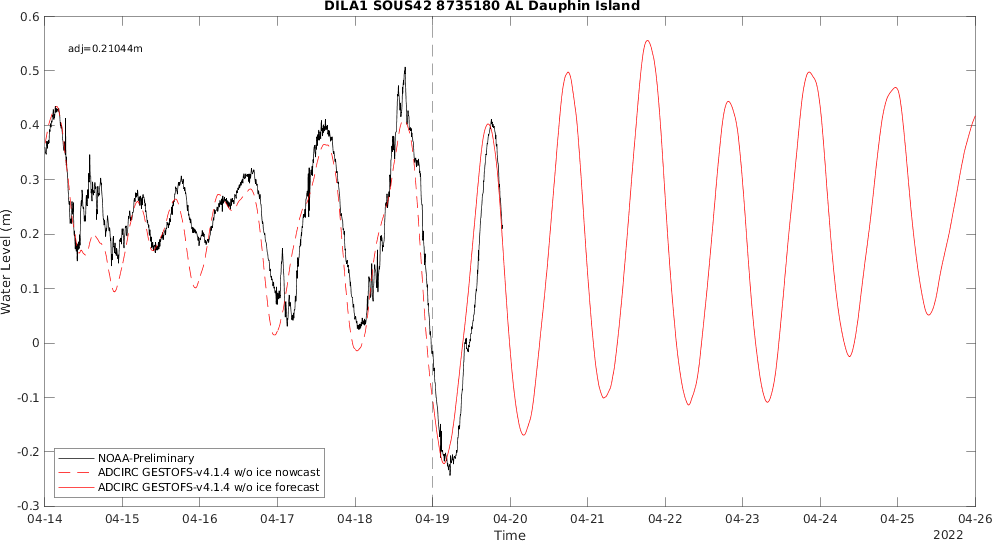 DILA1 SOUS42 8735180 AL Dauphin Island
adj=0.21044m
Water Level (m)
0.6
0.5
0.4
0.3
0.2
0.1
0
-0.1
-0.2
-0.3
NOAA-Preliminary
ADCIRC GESTOFS-v4.1.4 w/o ice nowcast
ADCIRC GESTOFS-v4.1.4 w/o ice forecast
04-14 04-15 04-16 04-17 04-18 04-19 04-20 04-21 04-22 04-23 04-24 04-25 04-26
Time
2022